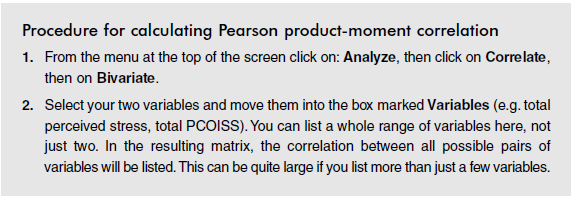 Procedure for calculating Pearson product-moment correlation
1. From the menu at the top of the screen click on: Analyze, then click on Correlate,
then on Bivariate.
2. Select your two variables and move them into the box marked Variables (e.g. total
perceived stress, total PCOISS). You can list a whole range of variables here, not
just two. In the resulting matrix, the correlation between all possible pairs of
variables will be listed. This can be quite large if you list more than just a few variables.